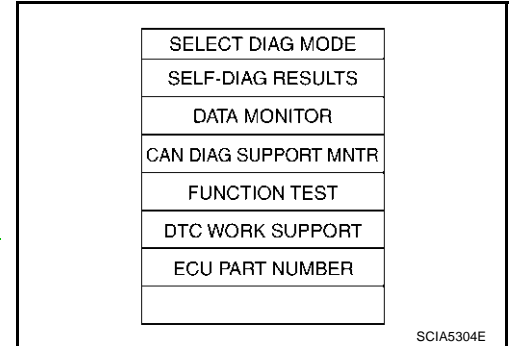 SELECT DIAG MODE
SELF-DIAG RESULTS
DATA MONITOR
CAN DIAG SUPPORT MNTR
FUNCTION TEST
DTC WORK SUPPORT
ECU PART NUMBER
SCIA5304E